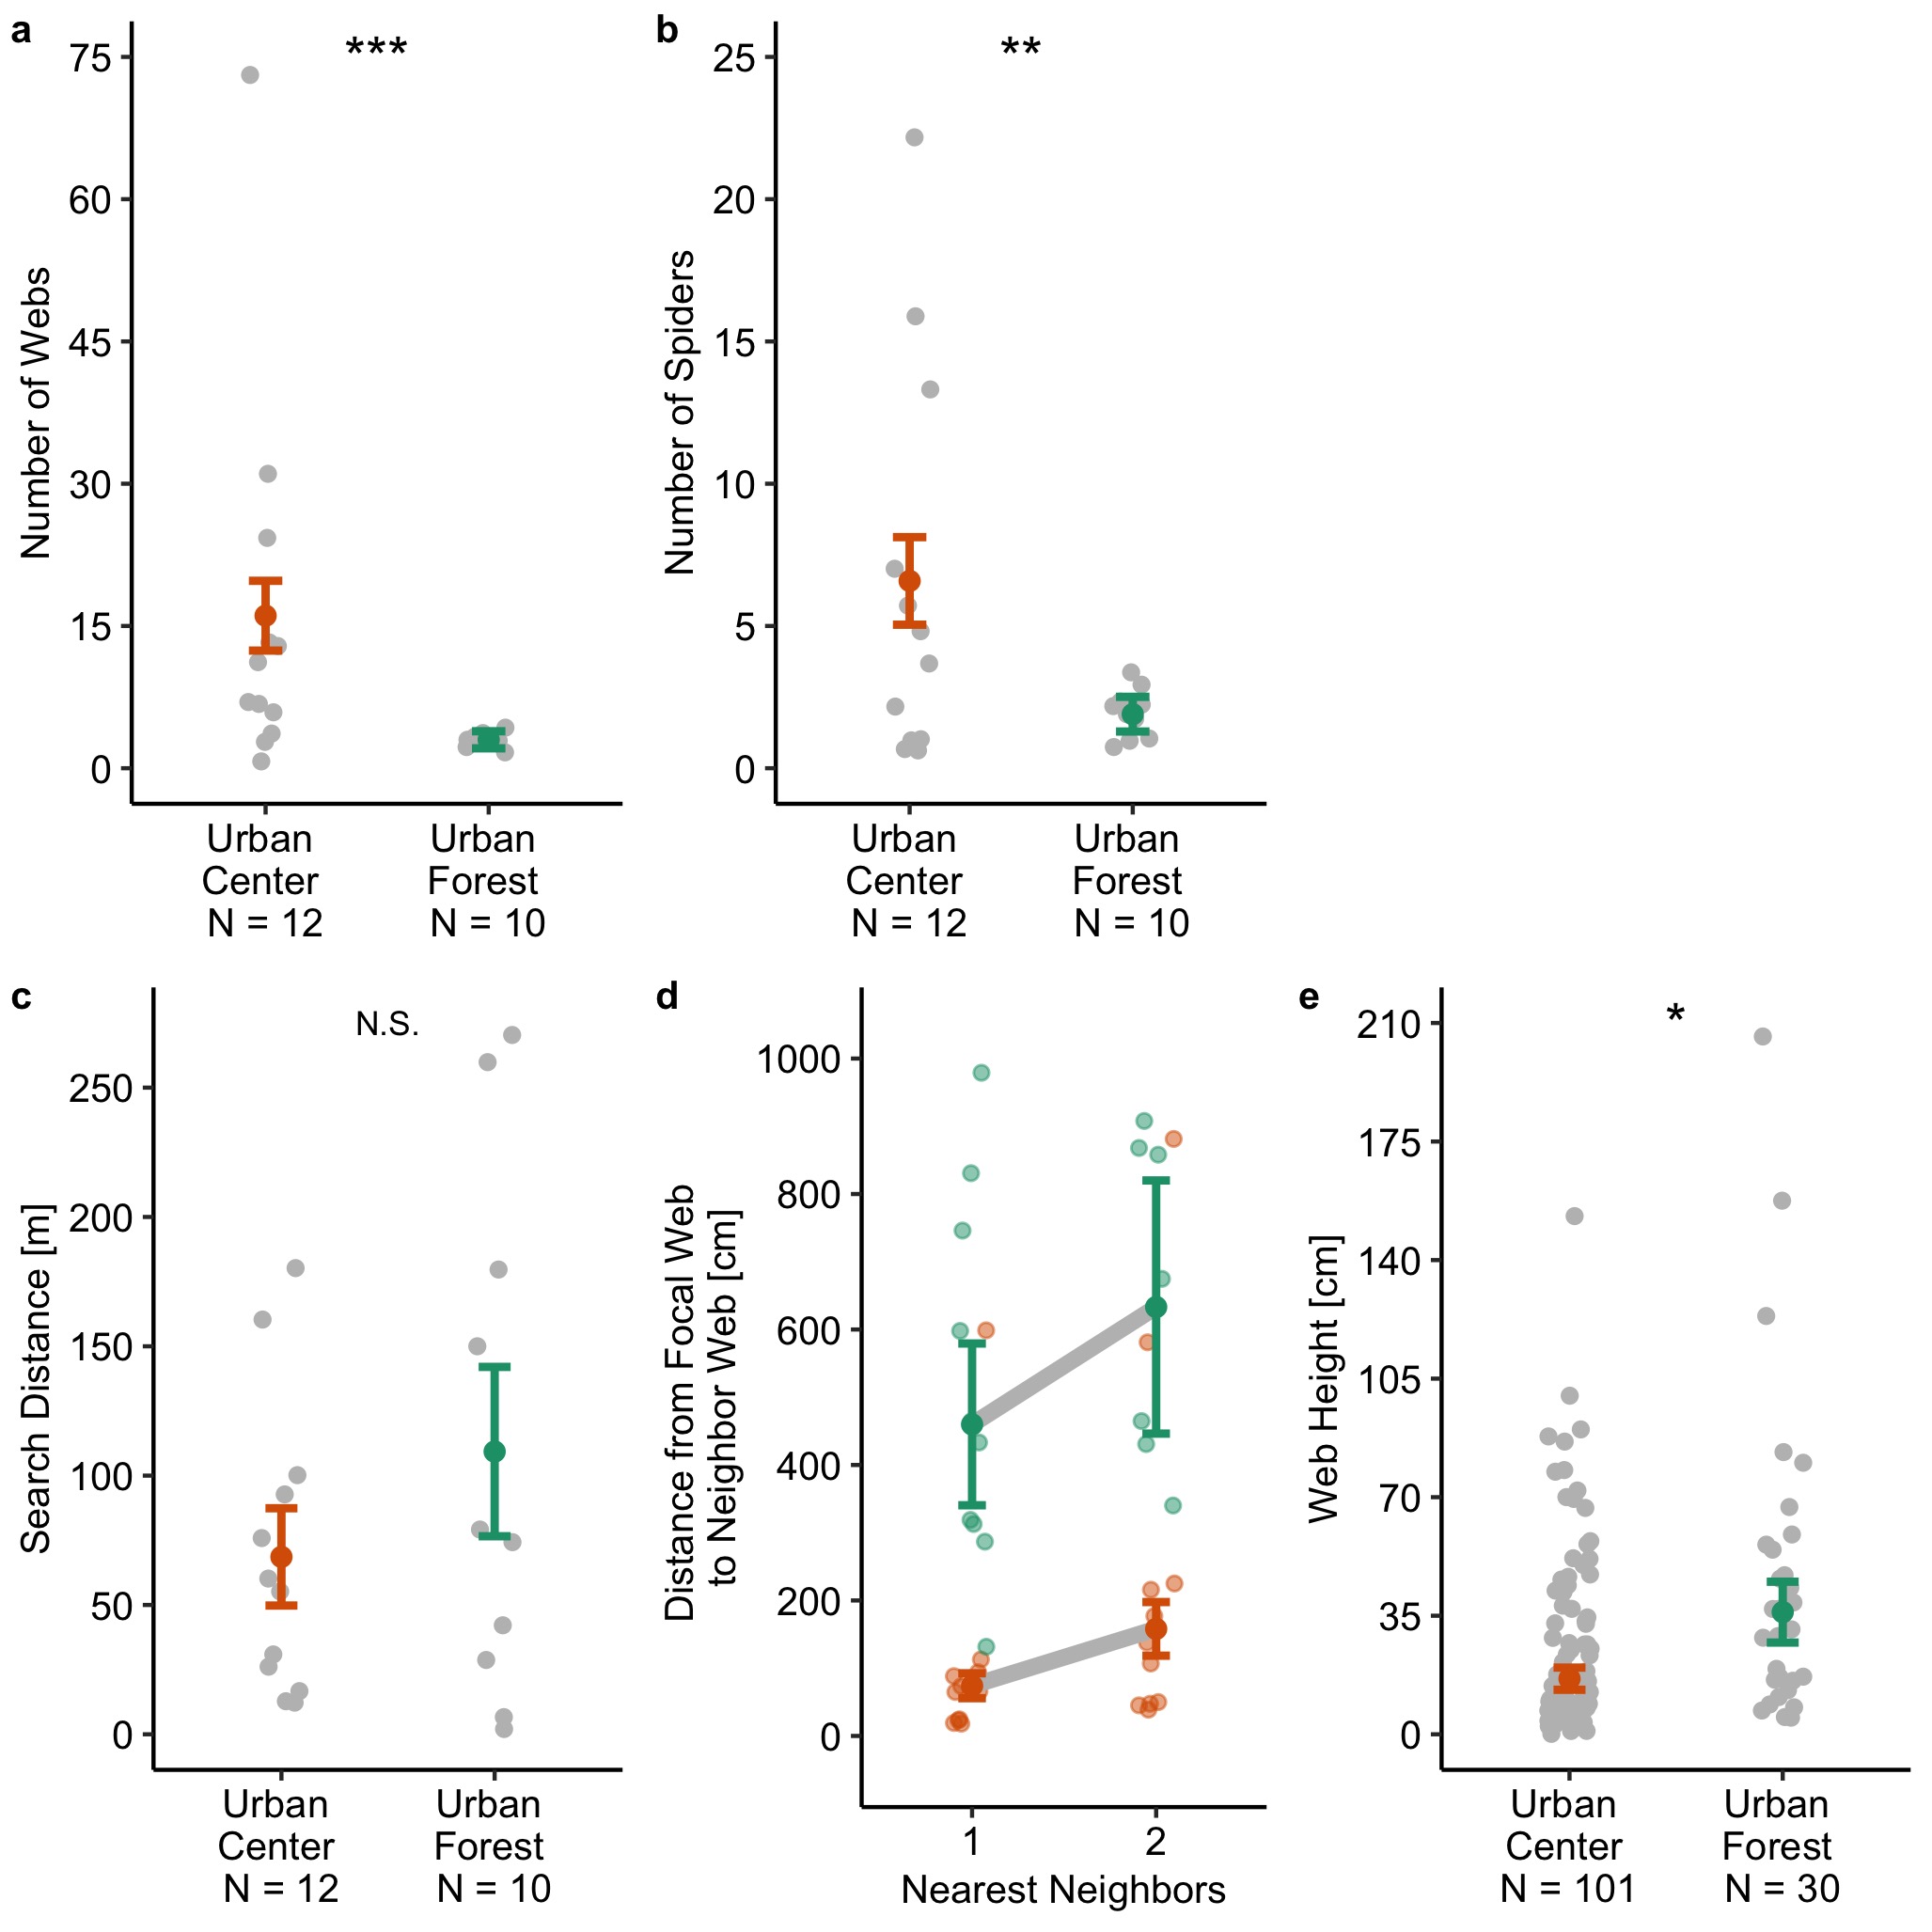 a
***
75
60
45
30
15
0
Number of Webs
Urban Center N = 12
Urban Forest N = 10
b
**
25
20
15
10
5
0
Number of Spiders
Urban Center N = 12
Urban Forest N = 10
c
N.S.
250
200
150
100
50
0
Search Distance [m]
Urban Center N = 12
Urban Forest N = 10
d
1000
800
600
400
200
0
Distance from Focal Web
to Neighbor Web [cm]
1
2
Nearest Neighbors
e
*
210
175
140
105
70
35
0
Web Height [cm]
Urban Center N = 101
Urban Forest N = 30